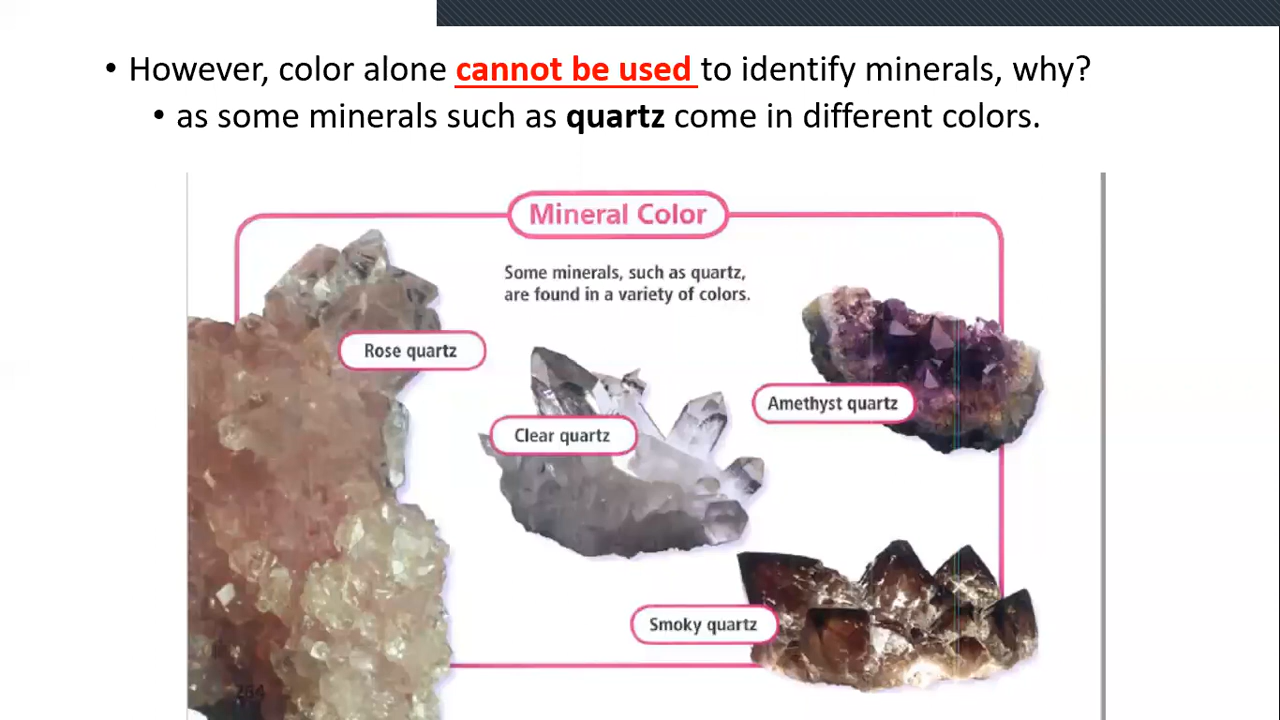 • However, color alone cannot be used to identify minerals, why?
• as some minerals such as quartz come in different colors.
Mineral Color
Some minerals, such as quartz,
are found in a variety of colors.
Rose quartz
Amethyst quartz
Clear quartz
Smoky quartz